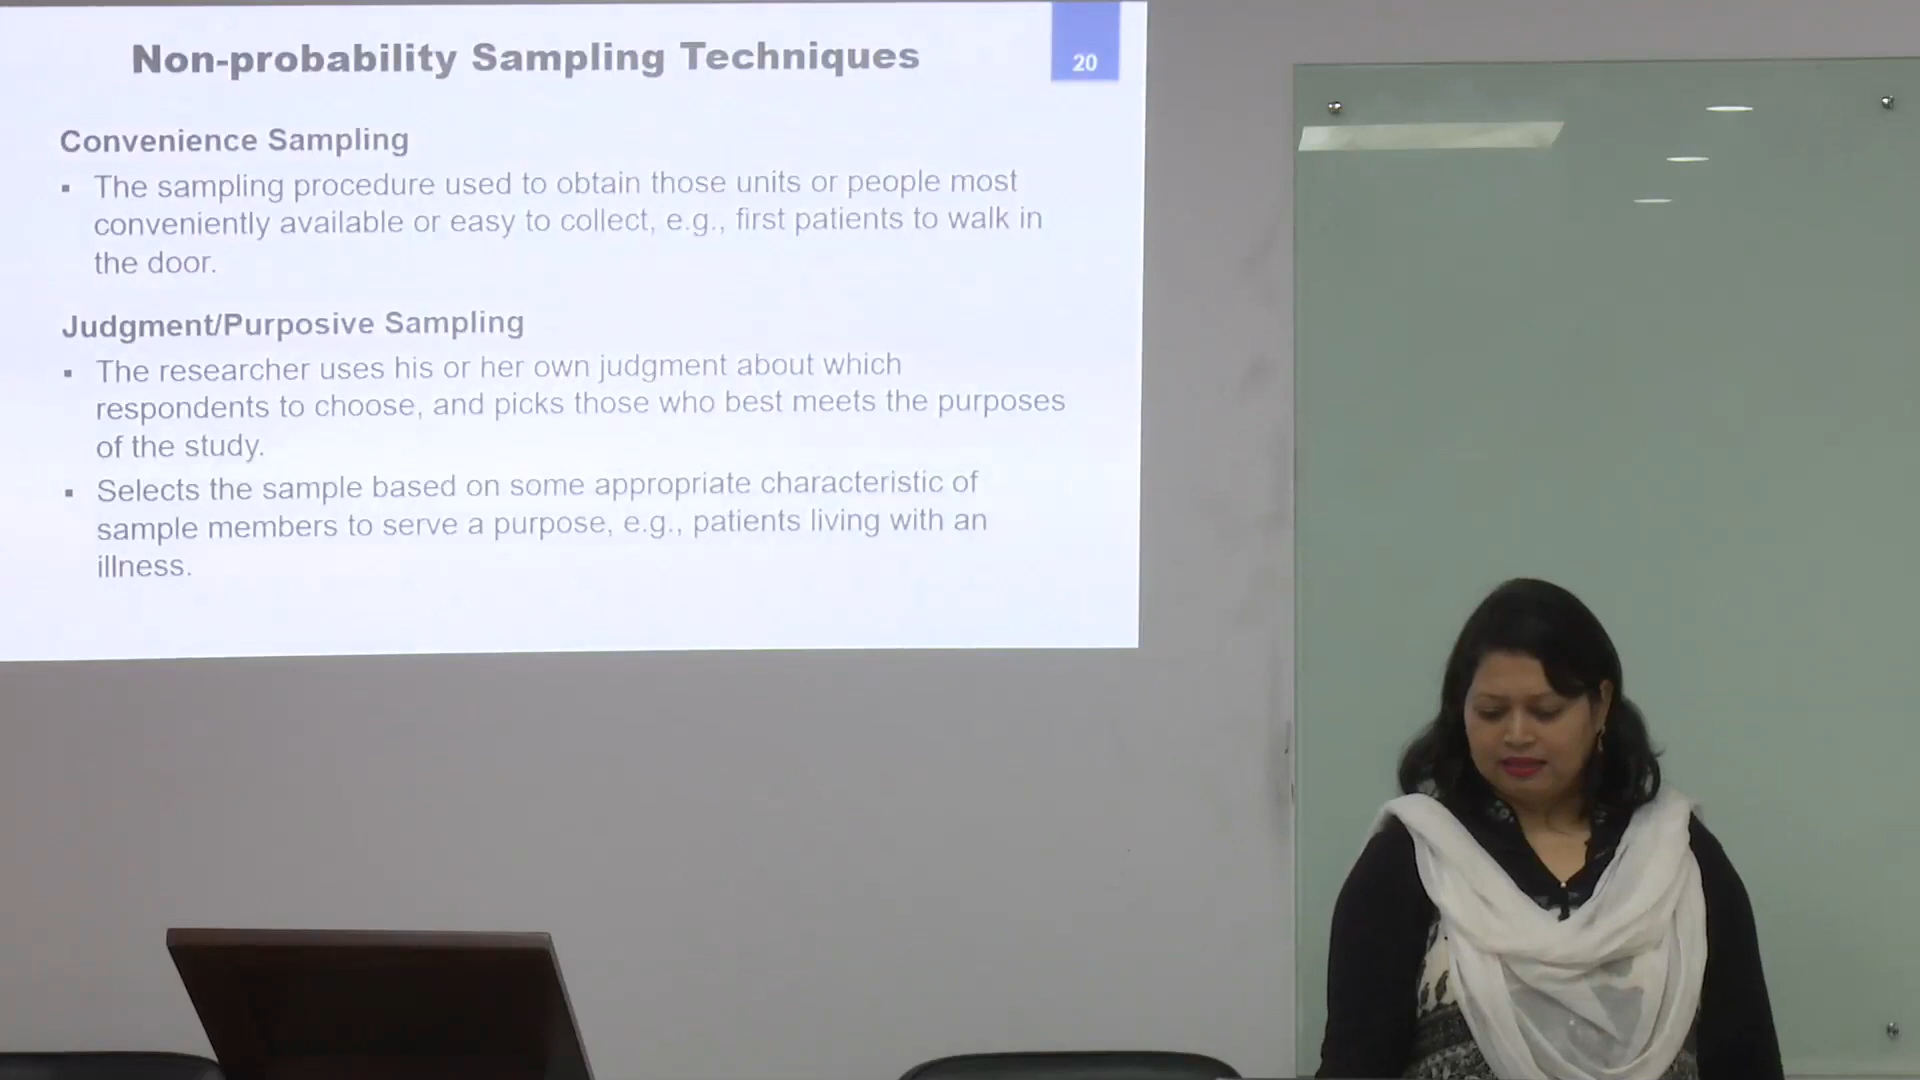 Non-probability Sampling Techniques
20
Convenience Sampling
▪ The sampling procedure used to obtain those units or people most
conveniently available or easy to collect, e.g., first patients to walk in
the door.
Judgment/Purposive Sampling
▪ The researcher uses his or her own judgment about which
respondents to choose, and picks those who best meets the purposes
of the study.
▪ Selects the sample based on some appropriate characteristic of
sample members to serve a purpose, e.g., patients living with an
illness.